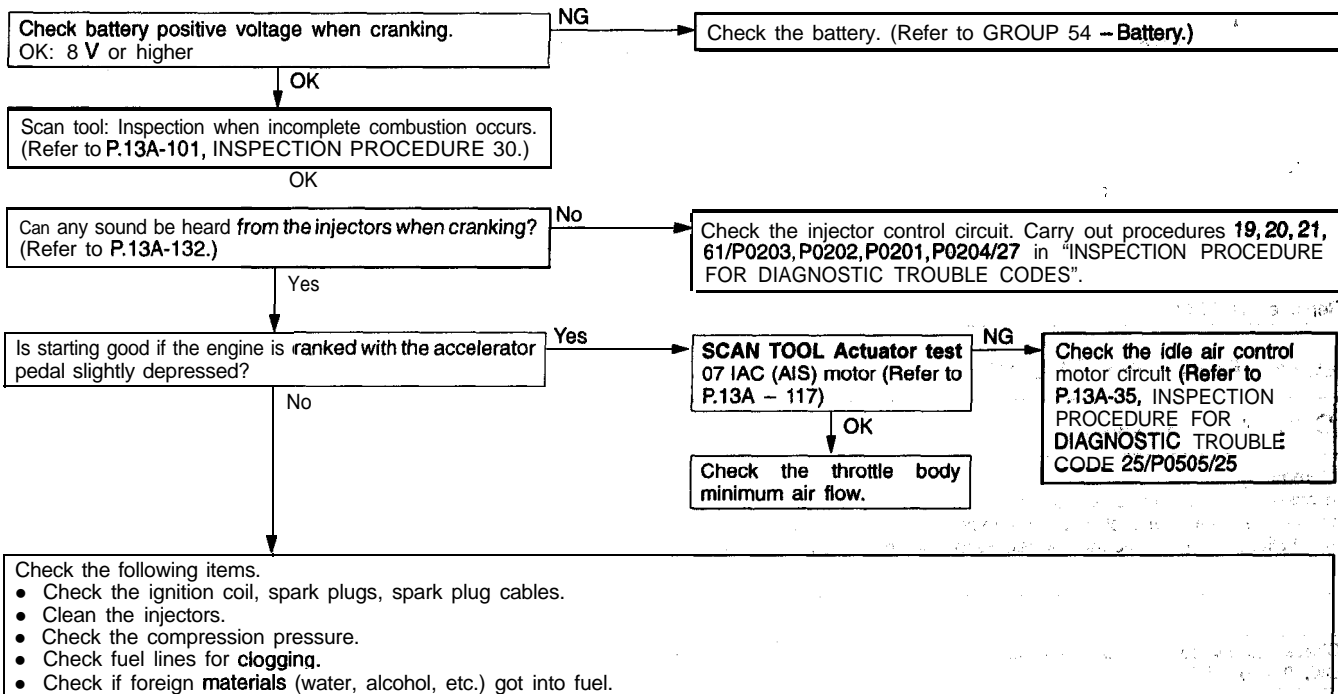 Check battery positive voltage when cranking.
OK: 8 V or higher
NG
Check the battery. (Refer to GROUP 54 – Battery.)
OK
Scan tool: Inspection when incomplete combustion occurs.
(Refer to P.13A-101, INSPECTION PROCEDURE 30.)
OK
Can any sound be heard from the injectors when cranking?
(Refer to P.13A-132.)
No
Check the injector control circuit. Carry out procedures 19, 20, 21,
61/P0203, P0202, P0201, P0204/27 in “INSPECTION PROCEDURE
FOR DIAGNOSTIC TROUBLE CODES”.
Yes
Is starting good if the engine is ranked with the accelerator
pedal slightly depressed?
Yes
SCAN TOOL Actuator test
07 IAC (AIS) motor (Refer to
P.13A – 117)
NG
Check the idle air control
motor circuit (Refer to
P.13A-35, INSPECTION
PROCEDURE FOR
DIAGNOSTIC TROUBLE
CODE 25/P0505/25
OK
Check the throttle body
minimum air flow.
No
Check the following items.
● Check the ignition coil, spark plugs, spark plug cables.
● Clean the injectors.
● Check the compression pressure.
● Check fuel lines for clogging.
● Check if foreign materials (water, alcohol, etc.) got into fuel.